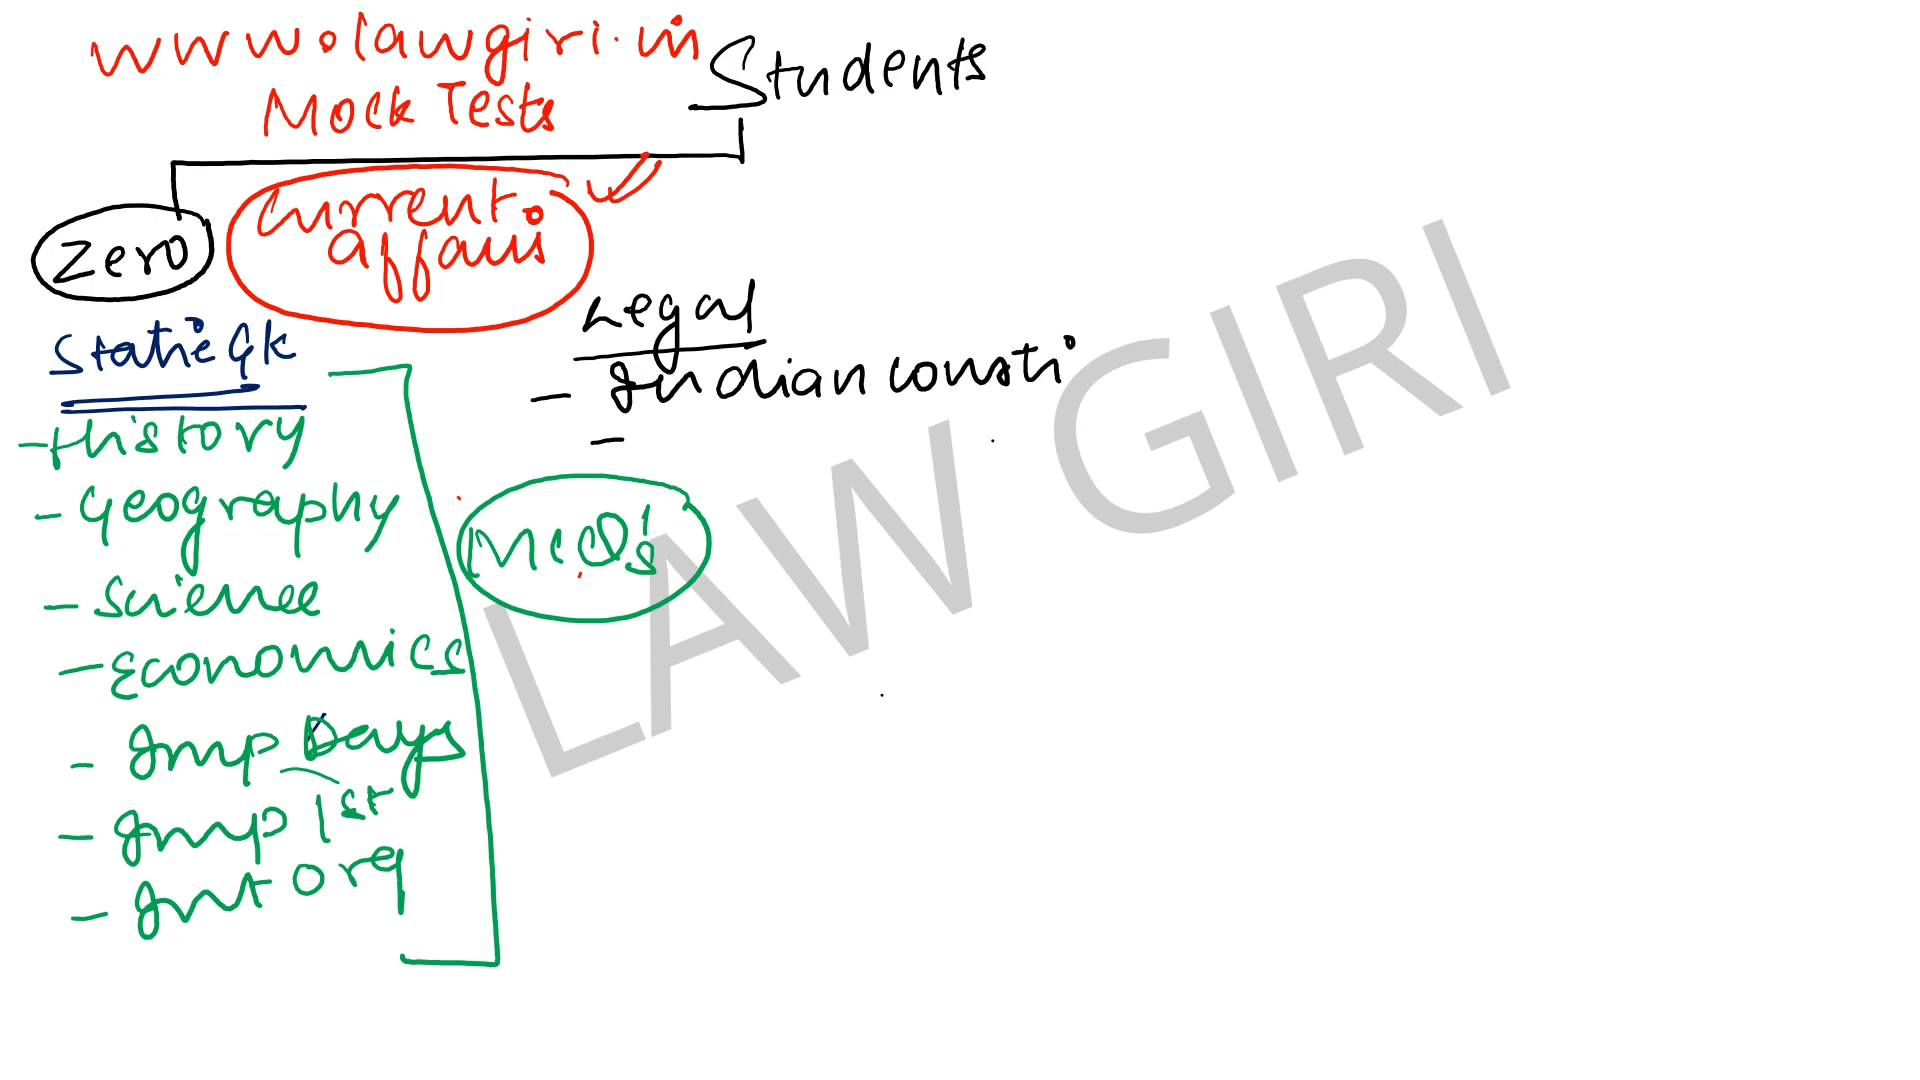 www.lawgiri.in
Students
Mock Tests
Zero
Current
affairs
Static Gk
- History
- Geography
- Science
- Economics
- Imp Days
- Imp 1st
- Int org
Legal
- Indian Consti
-
MCQ's
LAW GIRI